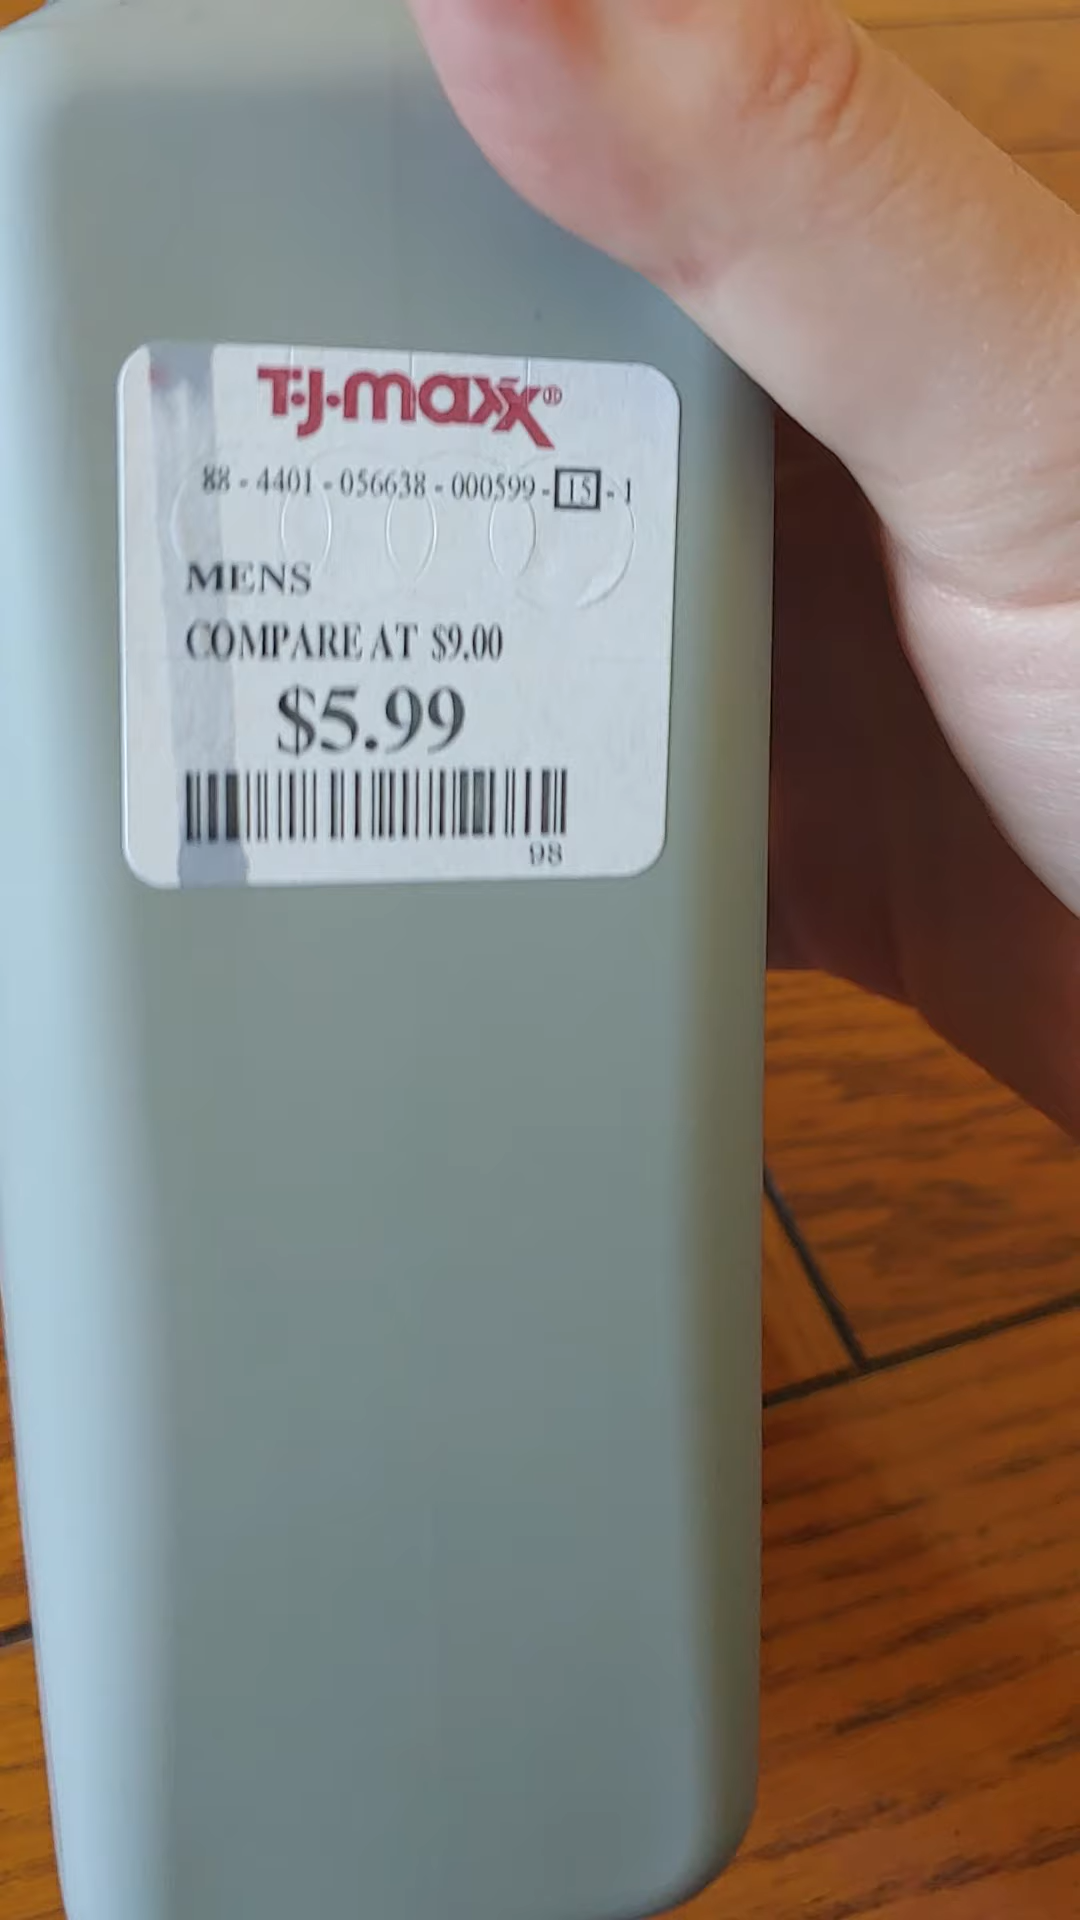 T·J·maxx®
88 - 4401 - 056638 - 000599 - 15 - 1
MENS
COMPARE AT $9.00
$5.99
98